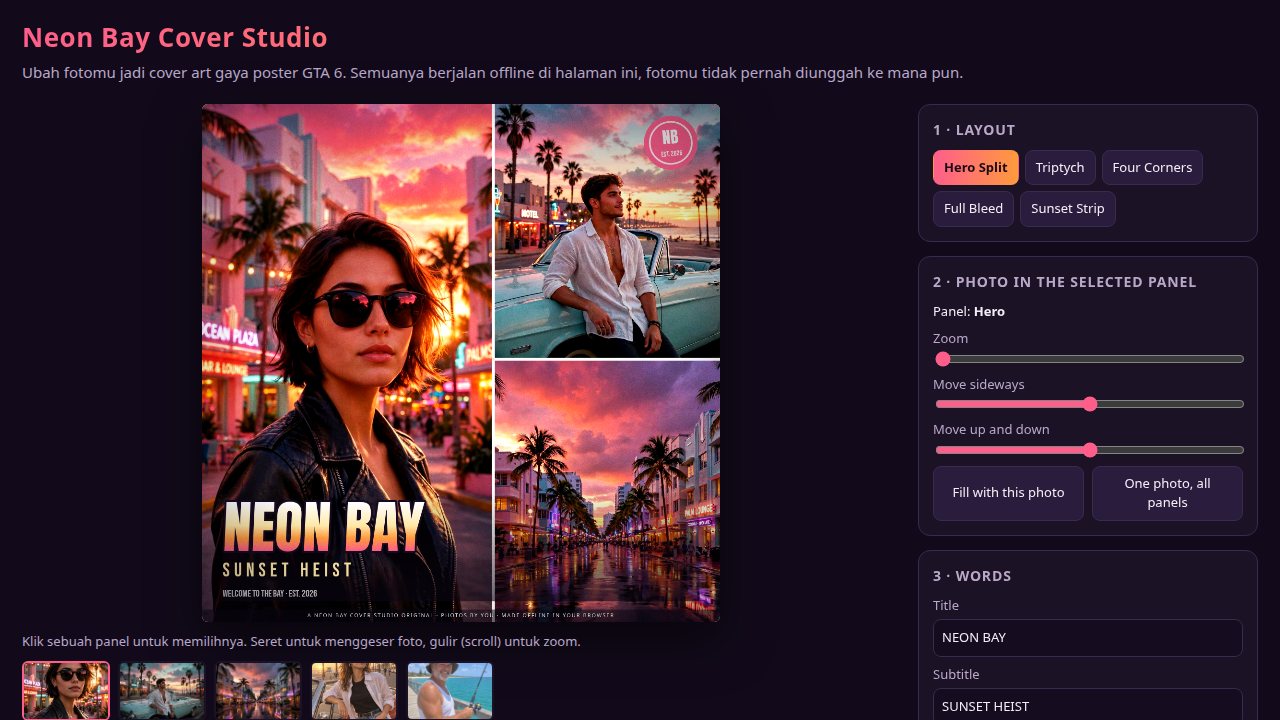 Neon Bay Cover Studio
Ubah fotomu jadi cover art gaya poster GTA 6. Semuanya berjalan offline di halaman ini, fotomu tidak pernah diunggah ke mana pun.
NB
EST. 2026
MOTEL
OCEAN PLAZA
BAR & LOUNGE
PALMS
NEON BAY
SUNSET HEIST
WELCOME TO THE BAY · EST. 2026
A NEON BAY COVER STUDIO ORIGINAL · PHOTOS BY YOU · MADE OFFLINE IN YOUR BROWSER
Klik sebuah panel untuk memilihnya. Seret untuk menggeser foto, gulir (scroll) untuk zoom.
1 · LAYOUT
Hero Split
Triptych
Four Corners
Full Bleed
Sunset Strip
2 · PHOTO IN THE SELECTED PANEL
Panel: Hero
Zoom
Move sideways
Move up and down
Fill with this photo
One photo, all
panels
3 · WORDS
Title
NEON BAY
Subtitle
SUNSET HEIST